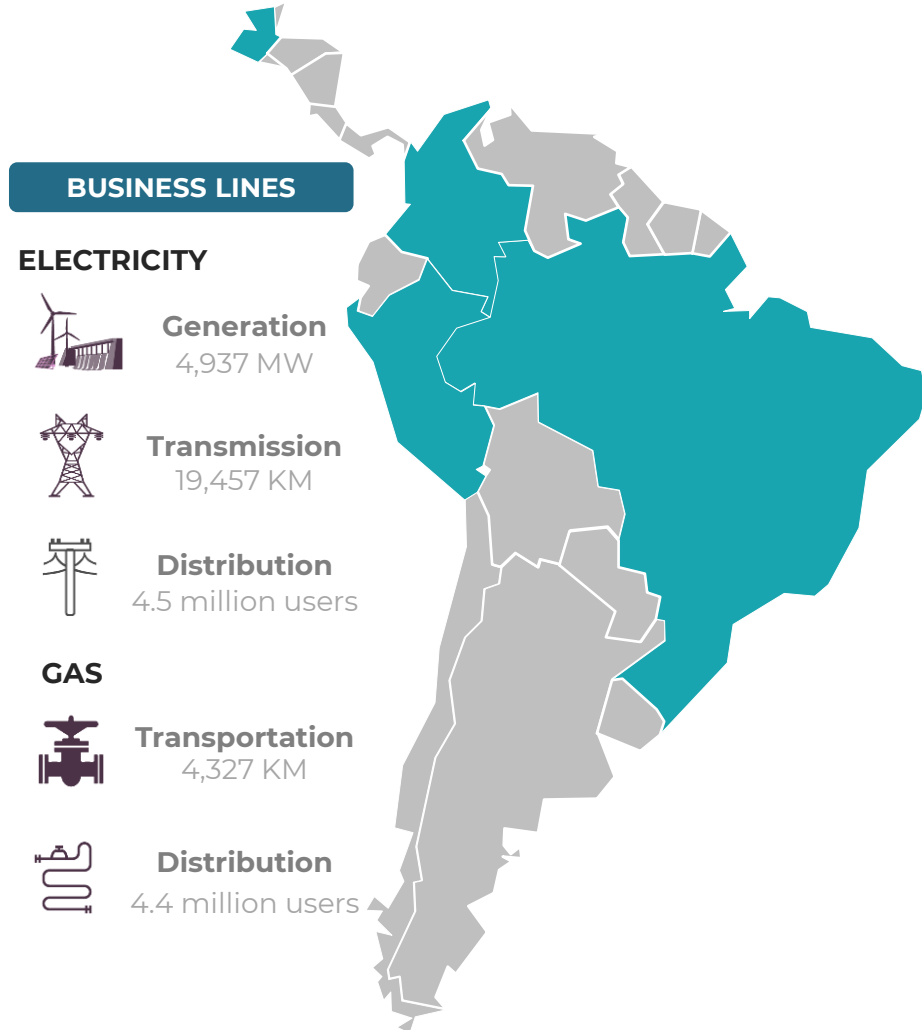 BUSINESS LINES
ELECTRICITY
Generation
4,937 MW
Transmission
19,457 KM
Distribution
4.5 million users
GAS
Transportation
4,327 KM
Distribution
4.4 million users